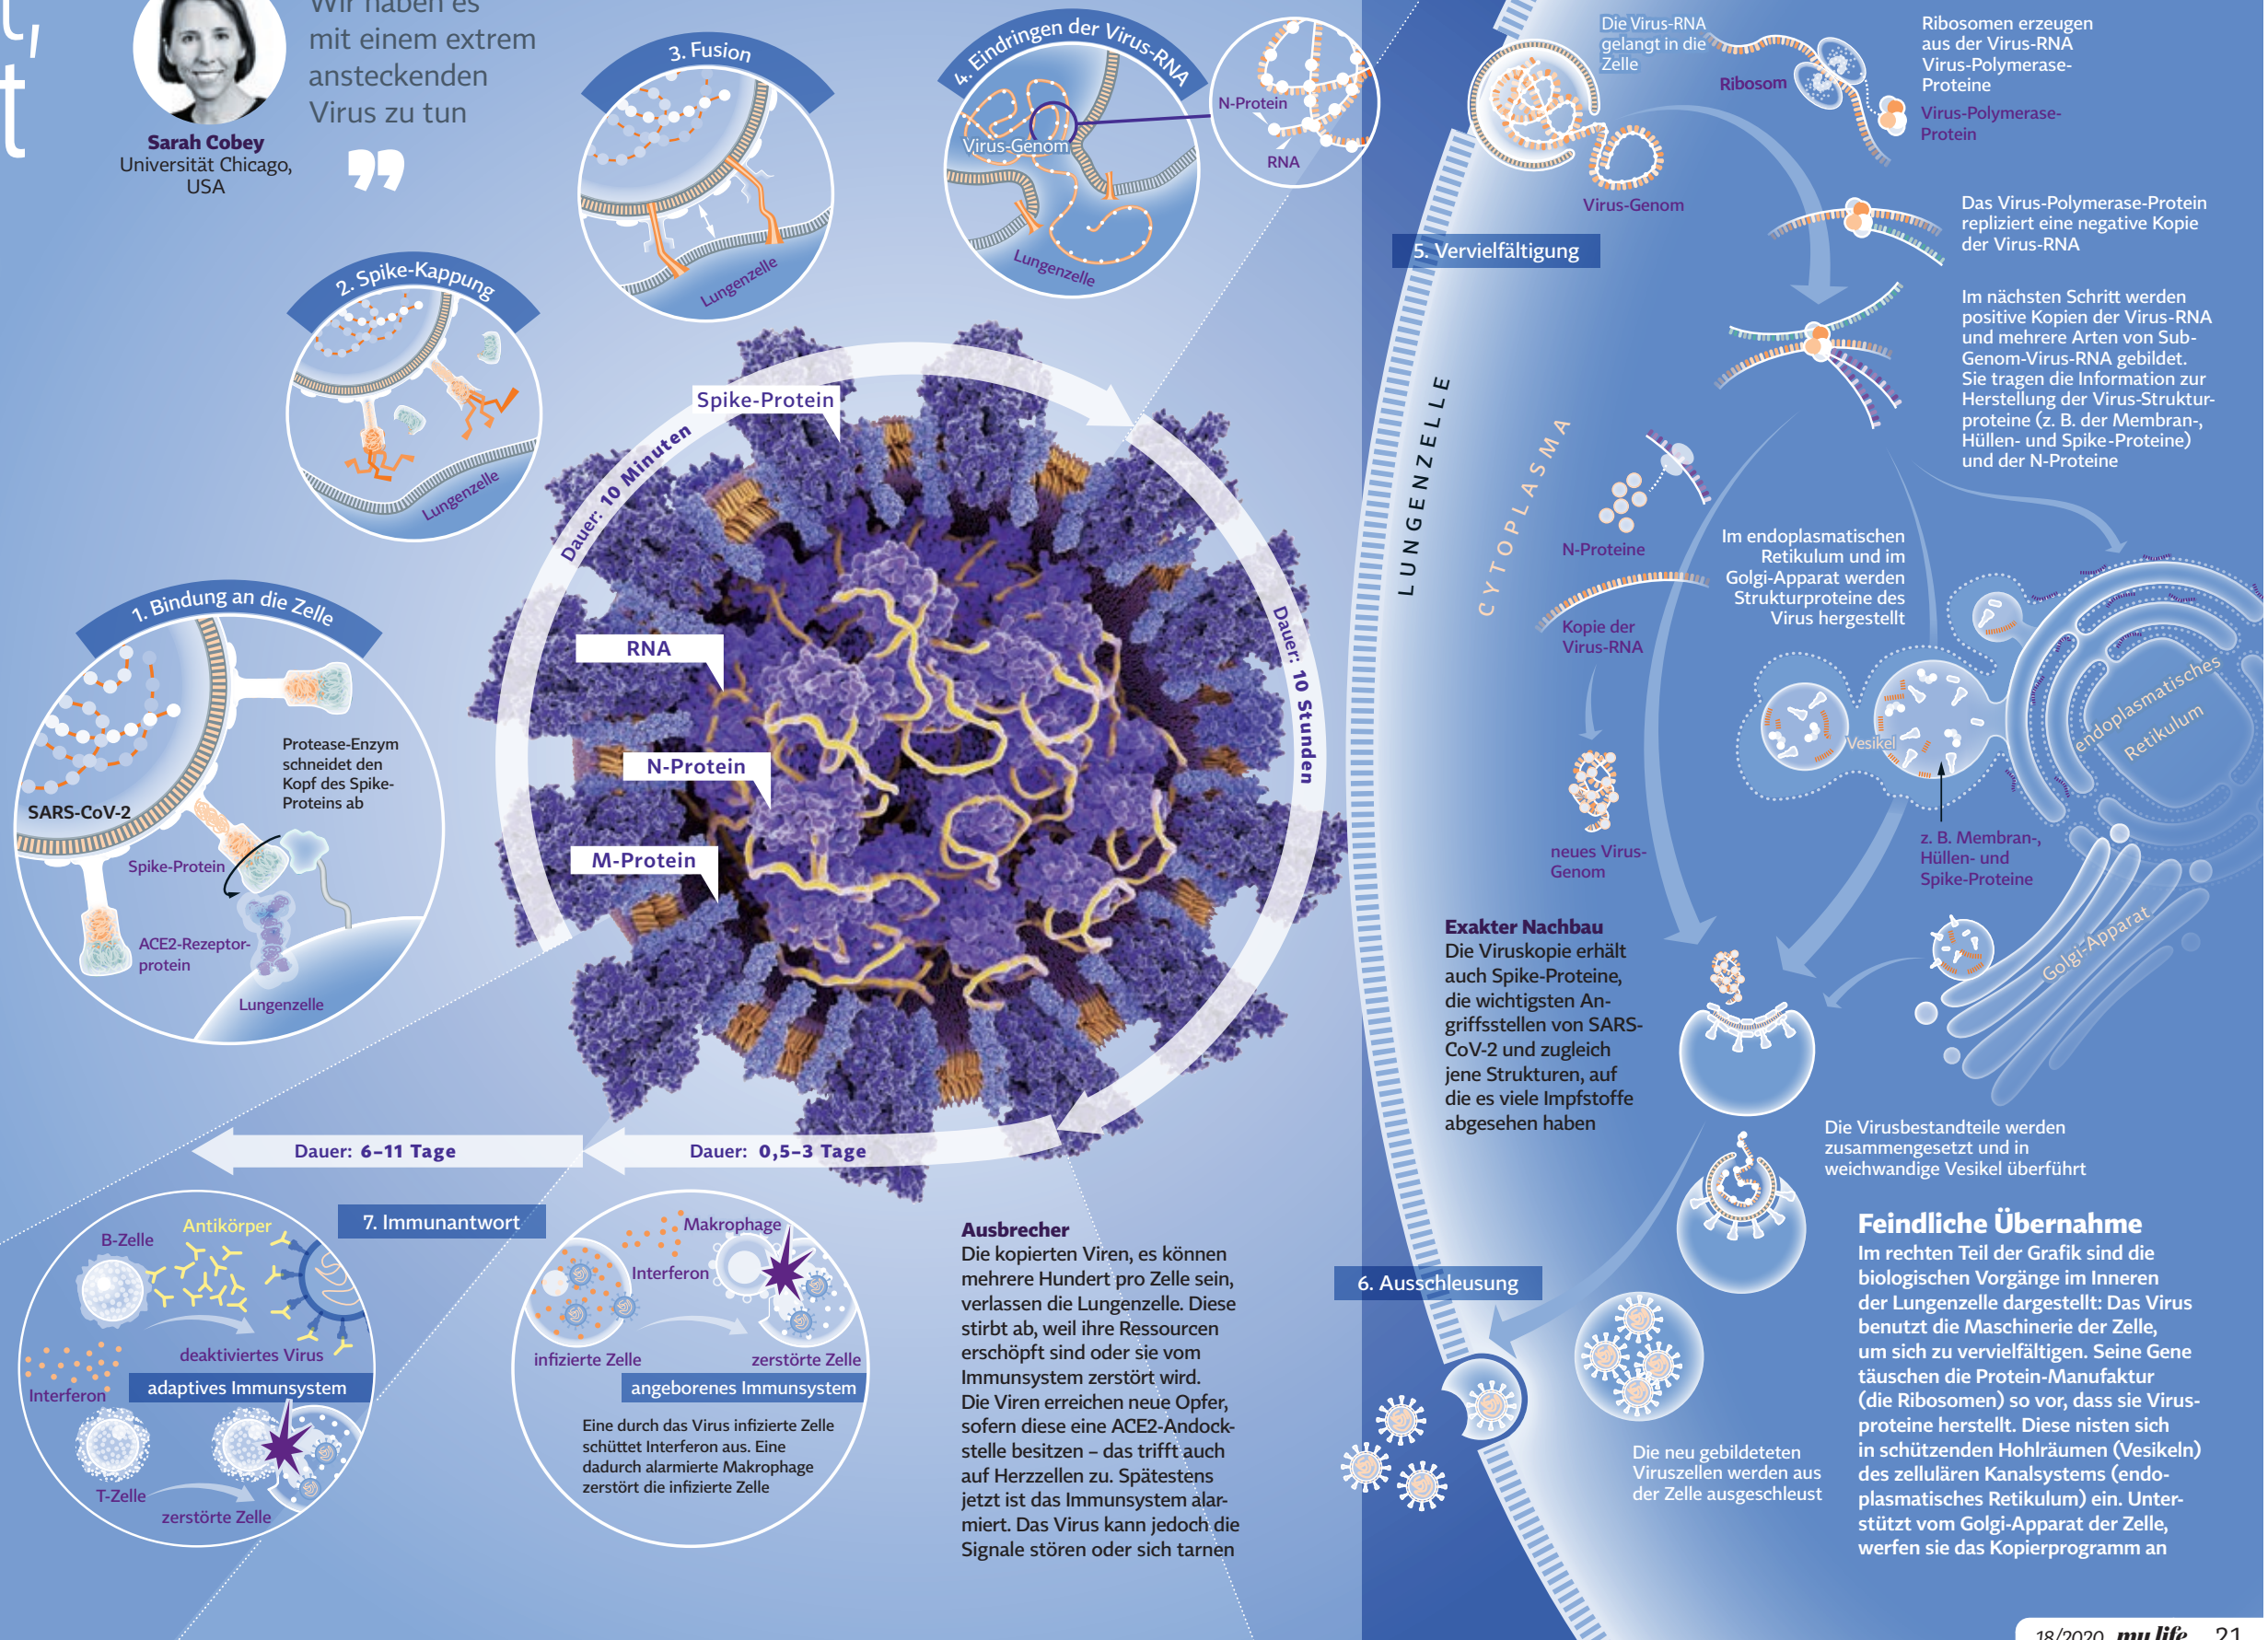 Wir haben es
mit einem extrem
ansteckenden
Virus zu tun
”
Sarah Cobey
Universität Chicago,
USA
1. Bindung an die Zelle
SARS-CoV-2
Protease-Enzym
schneidet den
Kopf des Spike-
Proteins ab
Spike-Protein
ACE2-Rezeptor-
protein
Lungenzelle
2. Spike-Kappung
Lungenzelle
3. Fusion
Lungenzelle
4. Eindringen der Virus-RNA
Virus-Genom
Lungenzelle
N-Protein
RNA
Dauer: 10 Minuten
Spike-Protein
RNA
N-Protein
M-Protein
Dauer: 10 Stunden
Dauer: 0,5–3 Tage
Dauer: 6–11 Tage
5. Vervielfältigung
LUNGENZELLE
CYTOPLASMA
Die Virus-RNA
gelangt in die
Zelle
Virus-Genom
Ribosom
Ribosomen erzeugen
aus der Virus-RNA
Virus-Polymerase-
Proteine
Virus-Polymerase-
Protein
Das Virus-Polymerase-Protein
repliziert eine negative Kopie
der Virus-RNA
Im nächsten Schritt werden
positive Kopien der Virus-RNA
und mehrere Arten von Sub-
Genom-Virus-RNA gebildet.
Sie tragen die Information zur
Herstellung der Virus-Struktur-
proteine (z. B. der Membran-,
Hüllen- und Spike-Proteine)
und der N-Proteine
N-Proteine
Kopie der
Virus-RNA
neues Virus-
Genom
Im endoplasmatischen
Retikulum und im
Golgi-Apparat werden
Strukturproteine des
Virus hergestellt
Vesikel
endoplasmatisches
Retikulum
z. B. Membran-,
Hüllen- und
Spike-Proteine
Golgi-Apparat
Exakter Nachbau
Die Viruskopie erhält
auch Spike-Proteine,
die wichtigsten An-
griffsstellen von SARS-
CoV-2 und zugleich
jene Strukturen, auf
die es viele Impfstoffe
abgesehen haben
Die Virusbestandteile werden
zusammengesetzt und in
weichwandige Vesikel überführt
6. Ausschleusung
Die neu gebildeteten
Viruszellen werden aus
der Zelle ausgeschleust
Feindliche Übernahme
Im rechten Teil der Grafik sind die
biologischen Vorgänge im Inneren
der Lungenzelle dargestellt: Das Virus
benutzt die Maschinerie der Zelle,
um sich zu vervielfältigen. Seine Gene
täuschen die Protein-Manufaktur
(die Ribosomen) so vor, dass sie Virus-
proteine herstellt. Diese nisten sich
in schützenden Hohlräumen (Vesikeln)
des zellulären Kanalsystems (endo-
plasmatisches Retikulum) ein. Unter-
stützt vom Golgi-Apparat der Zelle,
werfen sie das Kopierprogramm an
Ausbrecher
Die kopierten Viren, es können
mehrere Hundert pro Zelle sein,
verlassen die Lungenzelle. Diese
stirbt ab, weil ihre Ressourcen
erschöpft sind oder sie vom
Immunsystem zerstört wird.
Die Viren erreichen neue Opfer,
sofern diese eine ACE2-Andock-
stelle besitzen – das trifft auch
auf Herzzellen zu. Spätestens
jetzt ist das Immunsystem alar-
miert. Das Virus kann jedoch die
Signale stören oder sich tarnen
7. Immunantwort
Makrophage
Interferon
infizierte Zelle
zerstörte Zelle
angeborenes Immunsystem
Eine durch das Virus infizierte Zelle
schüttet Interferon aus. Eine
dadurch alarmierte Makrophage
zerstört die infizierte Zelle
B-Zelle
Antikörper
deaktiviertes Virus
Interferon
adaptives Immunsystem
T-Zelle
zerstörte Zelle
18/2020 my life 21